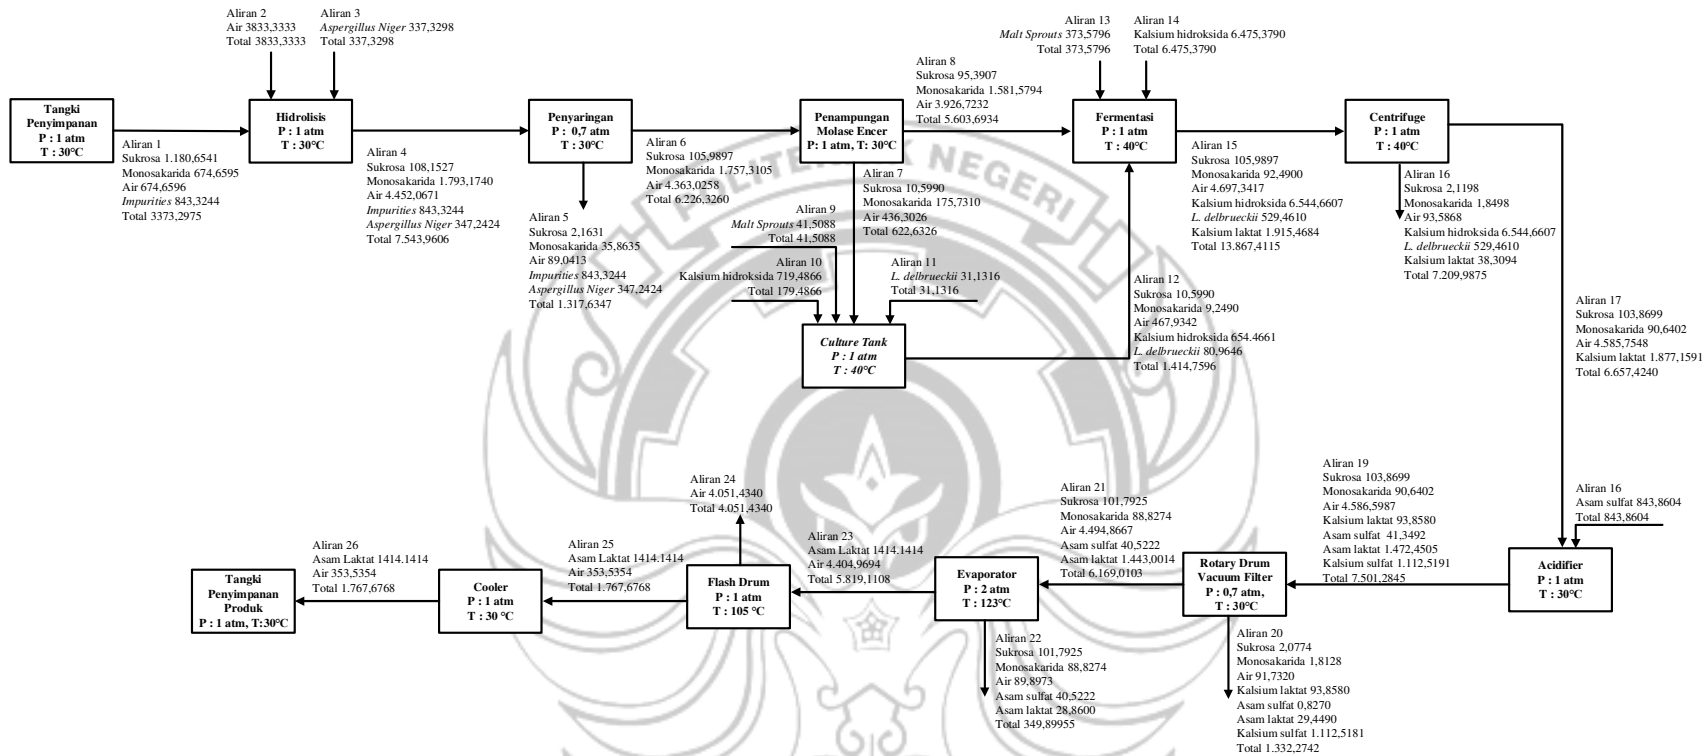 Aliran 2
Air 3833,3333
Total 3833,3333
Aliran 3
Aspergillus Niger 337,3298
Total 337,3298
Tangki
Penyimpanan
P : 1 atm
T : 30°C
Aliran 1
Sukrosa 1.180,6541
Monosakarida 674,6595
Air 674,6596
Impurities 843,3244
Total 3373,2975
Hidrolisis
P : 1 atm
T : 30°C
Aliran 4
Sukrosa 108,1527
Monosakarida 1.793,1740
Air 4.452,0671
Impurities 843,3244
Aspergillus Niger 347,2424
Total 7.543,9606
Penyaringan
P : 0,7 atm
T : 30°C
Aliran 5
Sukrosa 2,1631
Monosakarida 35,8635
Air 89,0413
Impurities 843,3244
Aspergillus Niger 347,2424
Total 1.317,6347
Aliran 6
Sukrosa 105,9897
Monosakarida 1.757,3105
Air 4.363,0258
Total 6.226,3260
Penampungan
Molase Encer
P: 1 atm, T: 30°C
Aliran 7
Sukrosa 10,5990
Monosakarida 175,7310
Air 436,3026
Total 622,6326
Aliran 8
Sukrosa 95,3907
Monosakarida 1.581,5794
Air 3.926,7232
Total 5.603,6934
Aliran 9
Malt Sprouts 41,5088
Total 41,5088
Aliran 10
Kalsium hidroksida 719,4866
Total 179,4866
Aliran 11
L. delbrueckii 31,1316
Total 31,1316
Culture Tank
P : 1 atm
T : 40°C
Aliran 12
Sukrosa 10,5990
Monosakarida 9,2490
Air 467,9342
Kalsium hidroksida 654.4661
L. delbrueckii 80,9646
Total 1.414,7596
Aliran 13
Malt Sprouts 373,5796
Total 373,5796
Aliran 14
Kalsium hidroksida 6.475,3790
Total 6.475,3790
Fermentasi
P : 1 atm
T : 40°C
Aliran 15
Sukrosa 105,9897
Monosakarida 92,4900
Air 4.697,3417
Kalsium hidroksida 6.544,6607
L. delbrueckii 529,4610
Kalsium laktat 1.915,4684
Total 13.867,4115
Centrifuge
P : 1 atm
T : 40°C
Aliran 16
Sukrosa 2,1198
Monosakarida 1,8498
Air 93,5868
Kalsium hidroksida 6.544,6607
L. delbrueckii 529,4610
Kalsium laktat 38,3094
Total 7.209,9875
Aliran 17
Sukrosa 103,8699
Monosakarida 90,6402
Air 4.585,7548
Kalsium laktat 1.877,1591
Total 6.657,4240
POLITEKNIK NEGERI
Aliran 16
Asam sulfat 843,8604
Total 843,8604
Acidifier
P : 1 atm
T : 30°C
Aliran 19
Sukrosa 103,8699
Monosakarida 90,6402
Air 4.586,5987
Kalsium laktat 93,8580
Asam sulfat 41,3492
Asam laktat 1.472,4505
Kalsium sulfat 1.112,5191
Total 7.501,2845
Rotary Drum
Vacuum Filter
P : 0,7 atm,
T : 30°C
Aliran 20
Sukrosa 2,0774
Monosakarida 1,8128
Air 91,7320
Kalsium laktat 93,8580
Asam sulfat 0,8270
Asam laktat 29,4490
Kalsium sulfat 1.112,5181
Total 1.332,2742
Aliran 21
Sukrosa 101,7925
Monosakarida 88,8274
Air 4.494,8667
Asam sulfat 40,5222
Asam laktat 1.443,0014
Total 6.169,0103
Evaporator
P : 2 atm
T : 123°C
Aliran 22
Sukrosa 101,7925
Monosakarida 88,8274
Air 89,8973
Asam sulfat 40,5222
Asam laktat 28,8600
Total 349,89955
Aliran 23
Asam Laktat 1414.1414
Air 4.404,9694
Total 5.819,1108
Aliran 24
Air 4.051,4340
Total 4.051,4340
Flash Drum
P : 1 atm
T : 105 °C
Aliran 25
Asam Laktat 1414.1414
Air 353,5354
Total 1.767,6768
Cooler
P : 1 atm
T : 30 °C
Aliran 26
Asam Laktat 1414.1414
Air 353,5354
Total 1.767,6768
Tangki
Penyimpanan
Produk
P : 1 atm, T:30°C